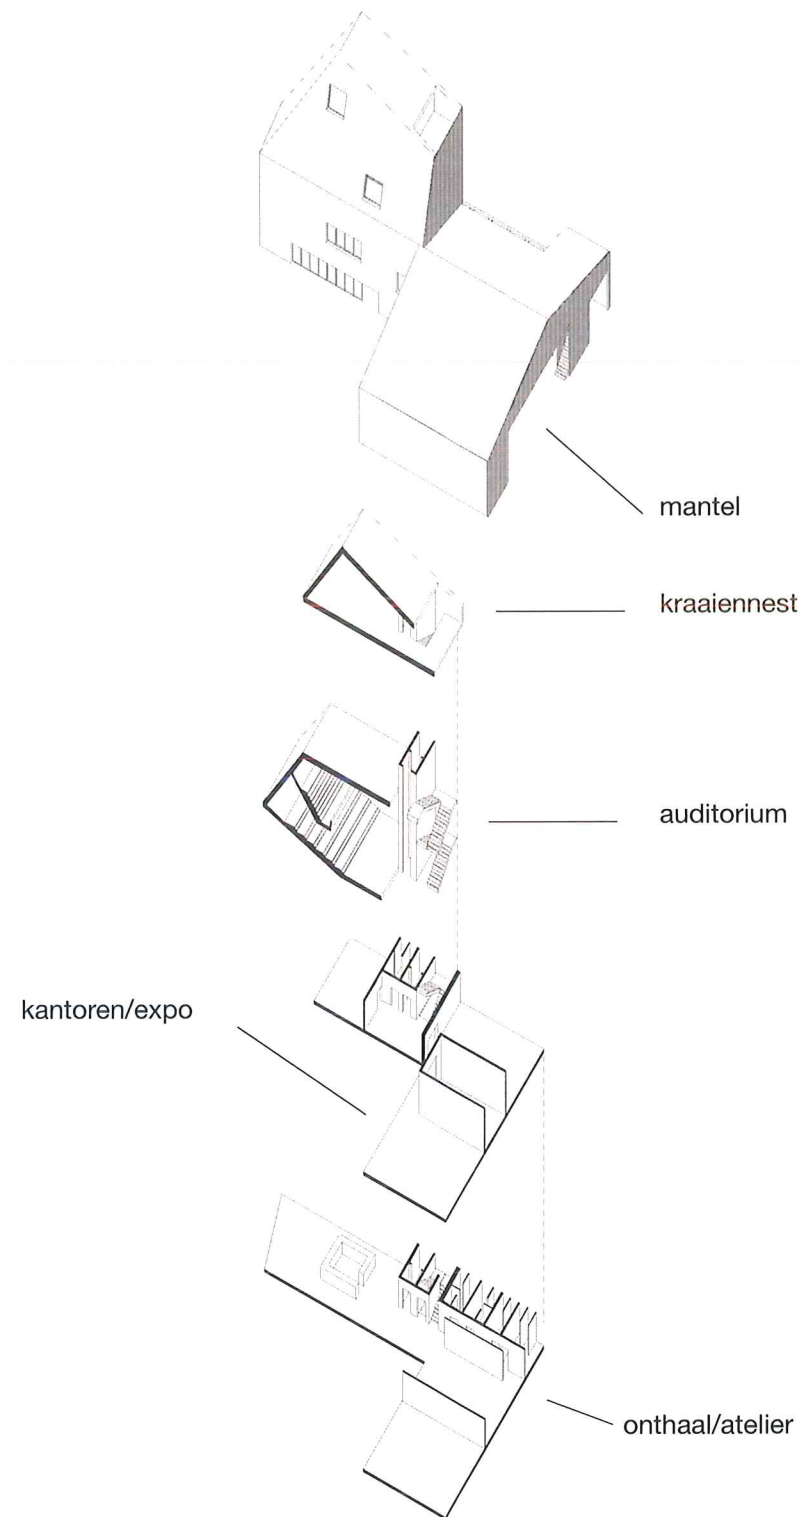 mantel
kraaiennest
auditorium
kantoren/expo
onthaal/atelier